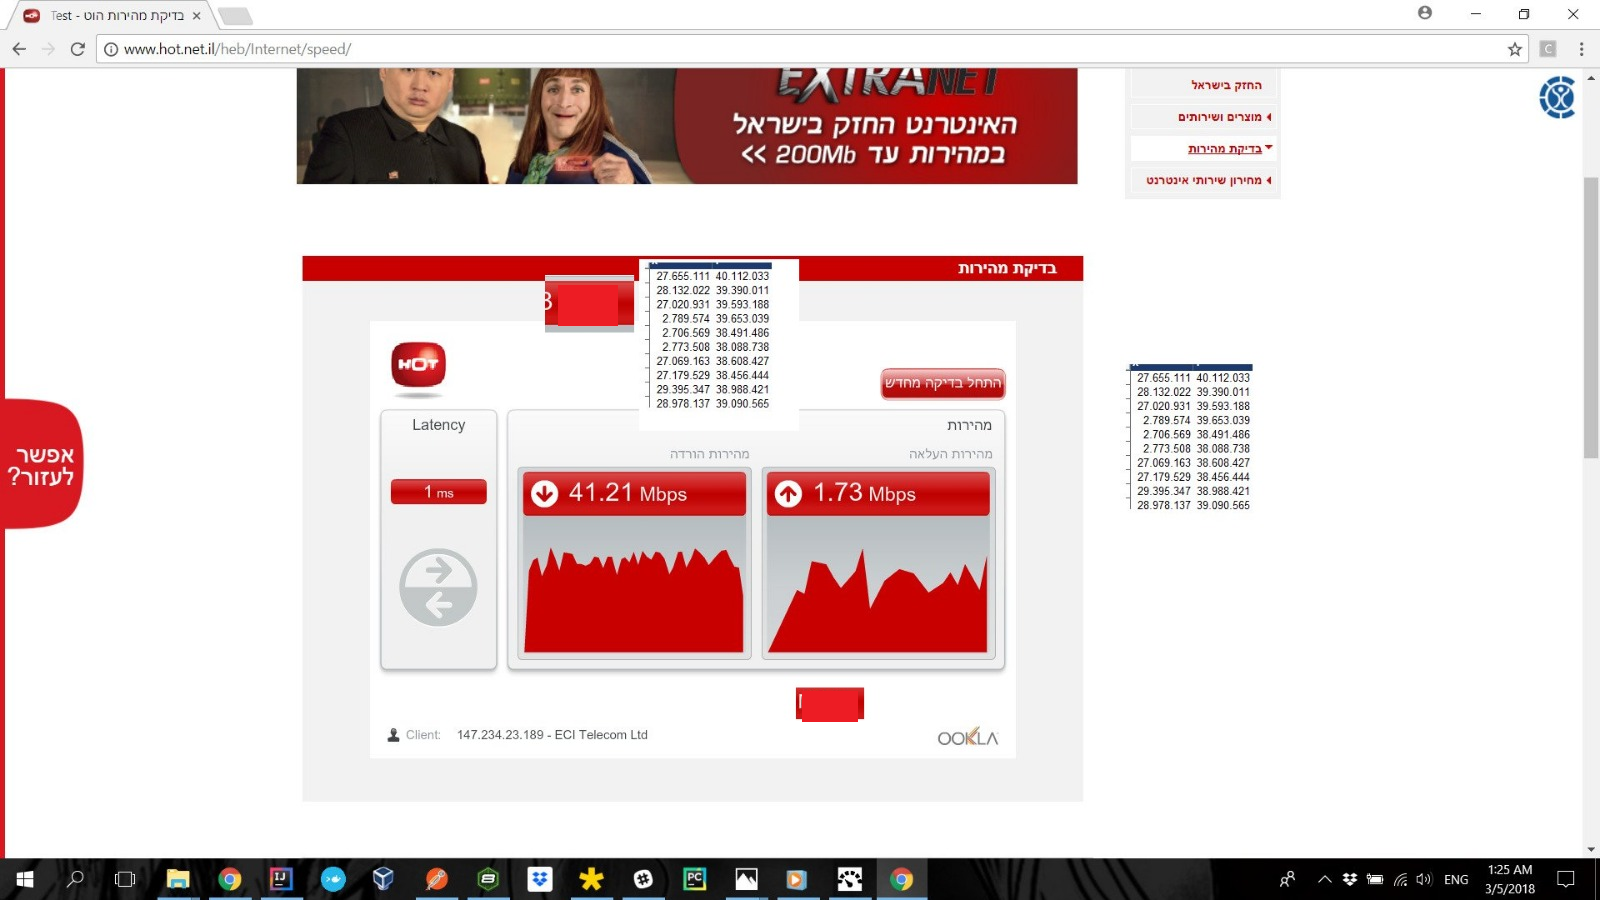 בדיקת מהירות הוט - Test
www.hot.net.il/heb/Internet/speed/
EXTRANET
האינטרנט החזק בישראל
במהירות עד 200Mb >>
החזק בישראל
מוצרים ושירותים
בדיקת מהירות
מחירון שירותי אינטרנט
אפשר
לעזור?
בדיקת מהירות
27.655.111 40.112.033
28.132.022 39.390.011
27.020.931 39.593.188
2.789.574 39.653.039
2.706.569 38.491.486
2.773.508 38.088.738
27.069.163 38.608.427
27.179.529 38.456.444
29.395.347 38.988.421
28.978.137 39.090.565
HOT
התחל בדיקה מחדש
Latency
מהירות
מהירות הורדה
מהירות העלאה
1 ms
41.21 Mbps
1.73 Mbps
Client: 147.234.23.189 - ECI Telecom Ltd
OOKLA
27.655.111 40.112.033
28.132.022 39.390.011
27.020.931 39.593.188
2.789.574 39.653.039
2.706.569 38.491.486
2.773.508 38.088.738
27.069.163 38.608.427
27.179.529 38.456.444
29.395.347 38.988.421
28.978.137 39.090.565
IJ
PC
ENG
1:25 AM
3/5/2018